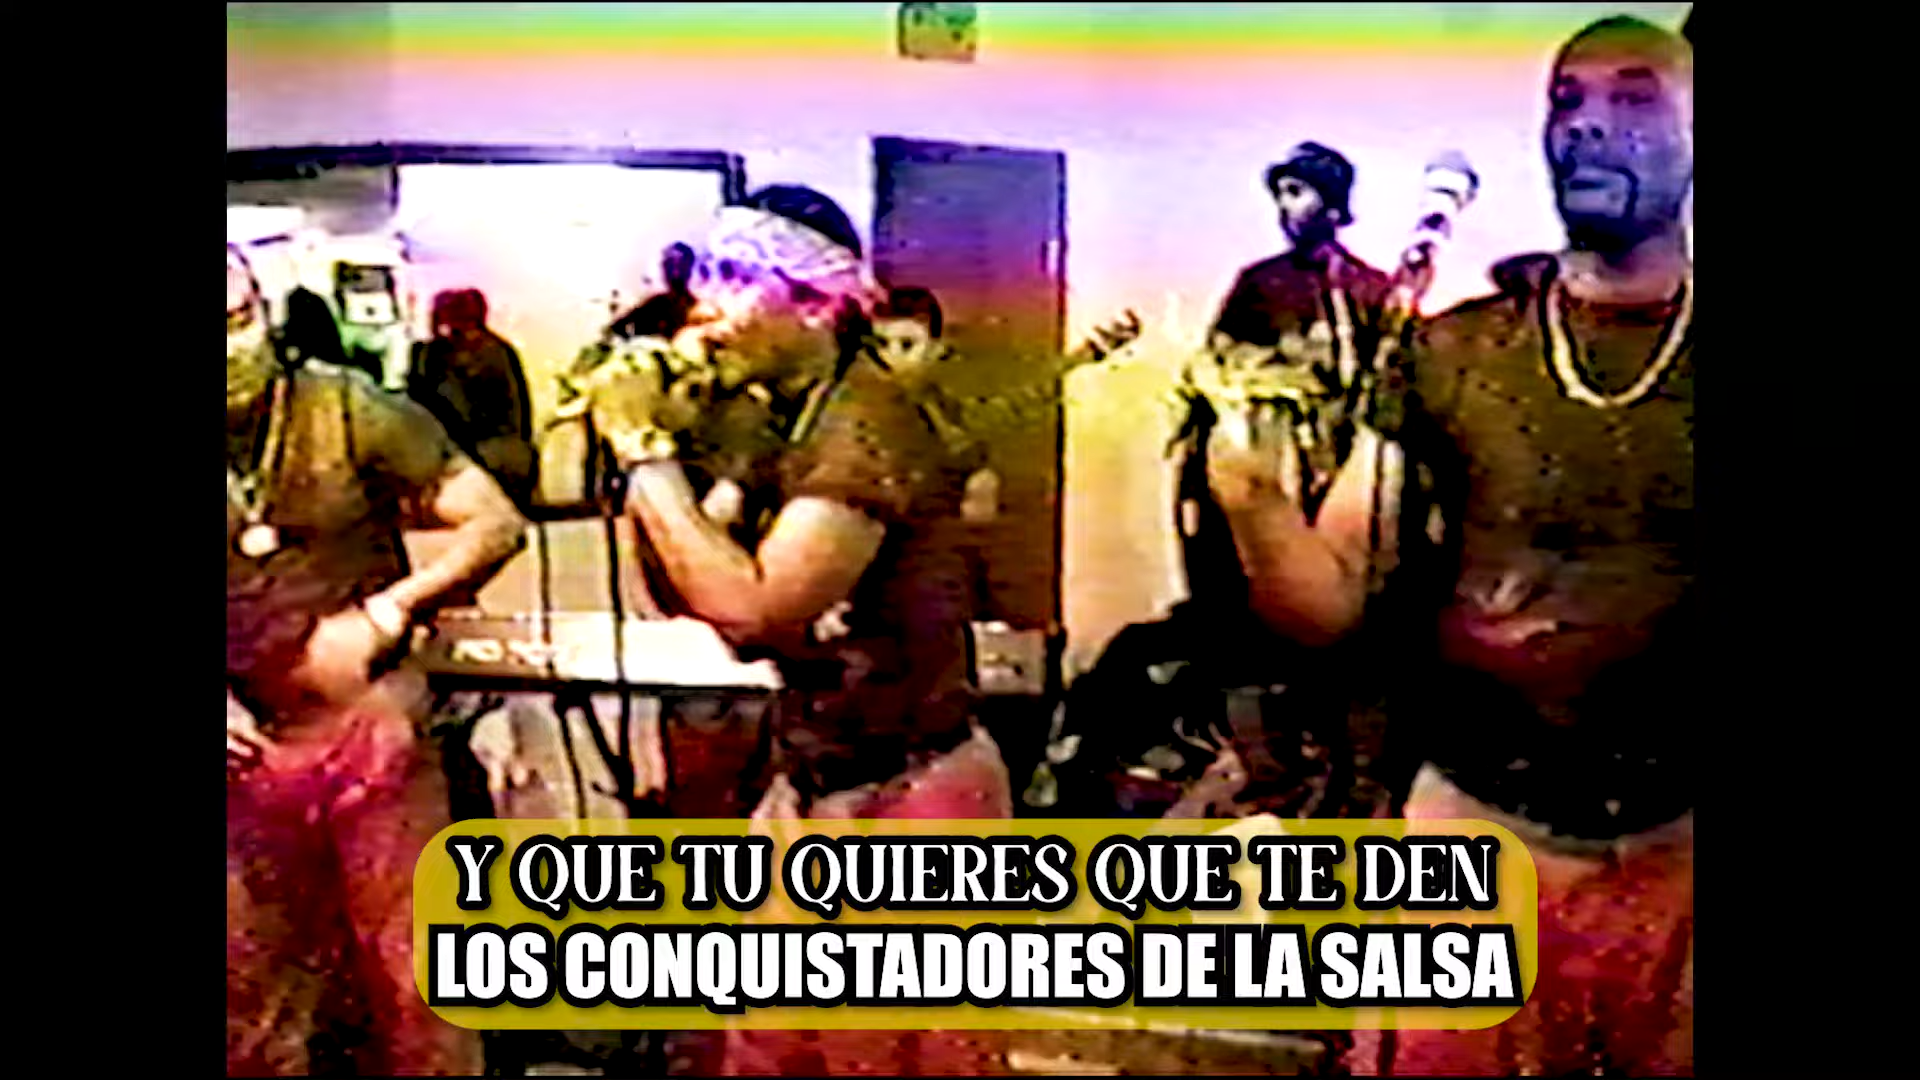 Y QUE TU QUIERES QUE TE DEN
LOS CONQUISTADORES DE LA SALSA